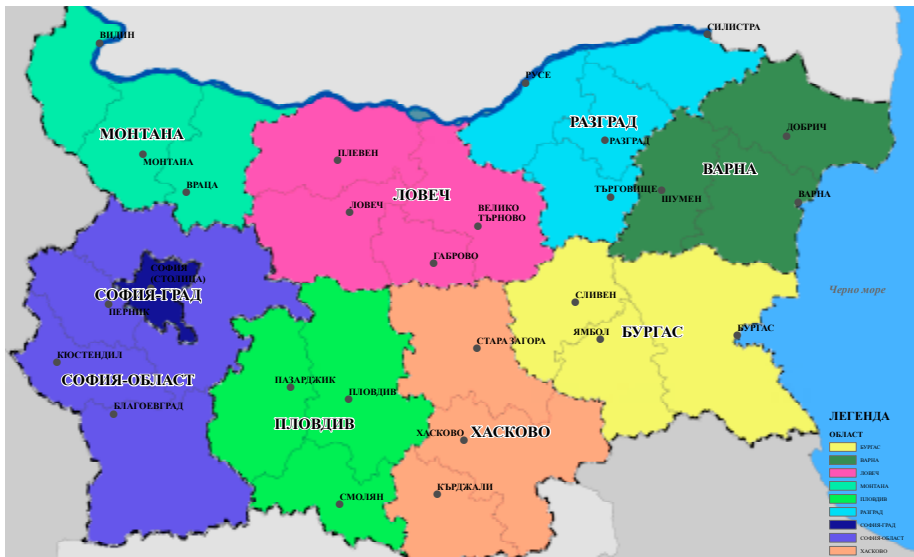 СИЛИСТРА
ВИДИН
РУСЕ
РАЗГРАД
ДОБРИЧ
МОНТАНА
РАЗГРАД
МОНТАНА
ПЛЕВЕН
ВАРНА
ВРАЦА
ЛОВЕЧ
ТЪРГОВИЩЕ
ШУМЕН
ВАРНА
ЛОВЕЧ
ВЕЛИКО
ТЪРНОВО
ГАБРОВО
СОФИЯ
(СТОЛИЦА)
СОФИЯ-ГРАД
ПЕРНИК
Черно море
СЛИВЕН
ЯМБОЛ
БУРГАС
БУРГАС
СТАРА ЗАГОРА
КЮСТЕНДИЛ
СОФИЯ-ОБЛАСТ
ПАЗАРДЖИК
ПЛОВДИВ
БЛАГОЕВГРАД
ПЛОВДИВ
ХАСКОВО
ХАСКОВО
КЪРДЖАЛИ
СМОЛЯН
ЛЕГЕНДА
ОБЛАСТ
БУРГАС
ВАРНА
ЛОВЕЧ
МОНТАНА
ПЛОВДИВ
РАЗГРАД
СОФИЯ-ГРАД
СОФИЯ-ОБЛАСТ
ХАСКОВО